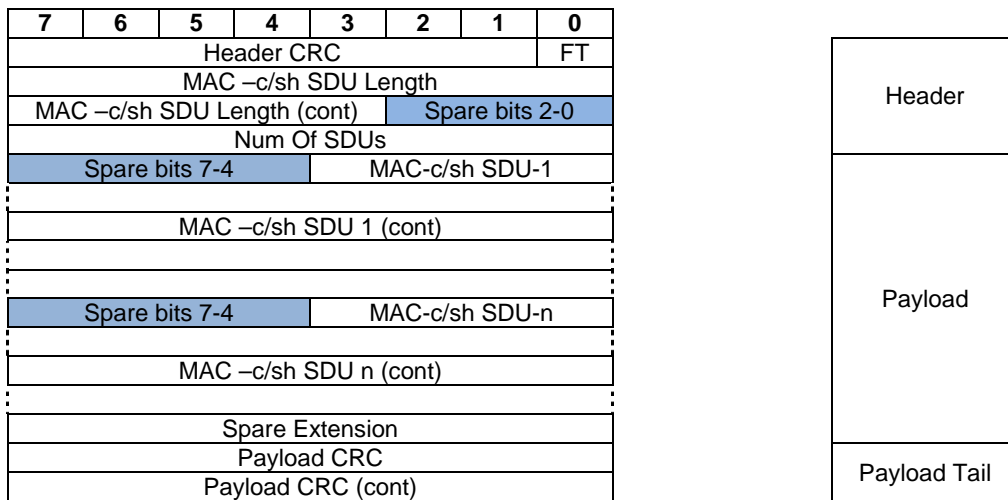 7 6 5 4 3 2 1 0
Header CRC FT
MAC –c/sh SDU Length
MAC –c/sh SDU Length (cont) Spare bits 2-0
Num Of SDUs
Spare bits 7-4 MAC-c/sh SDU-1
MAC –c/sh SDU 1 (cont)
Spare bits 7-4 MAC-c/sh SDU-n
MAC –c/sh SDU n (cont)
Spare Extension
Payload CRC
Payload CRC (cont)
Header
Payload
Payload Tail